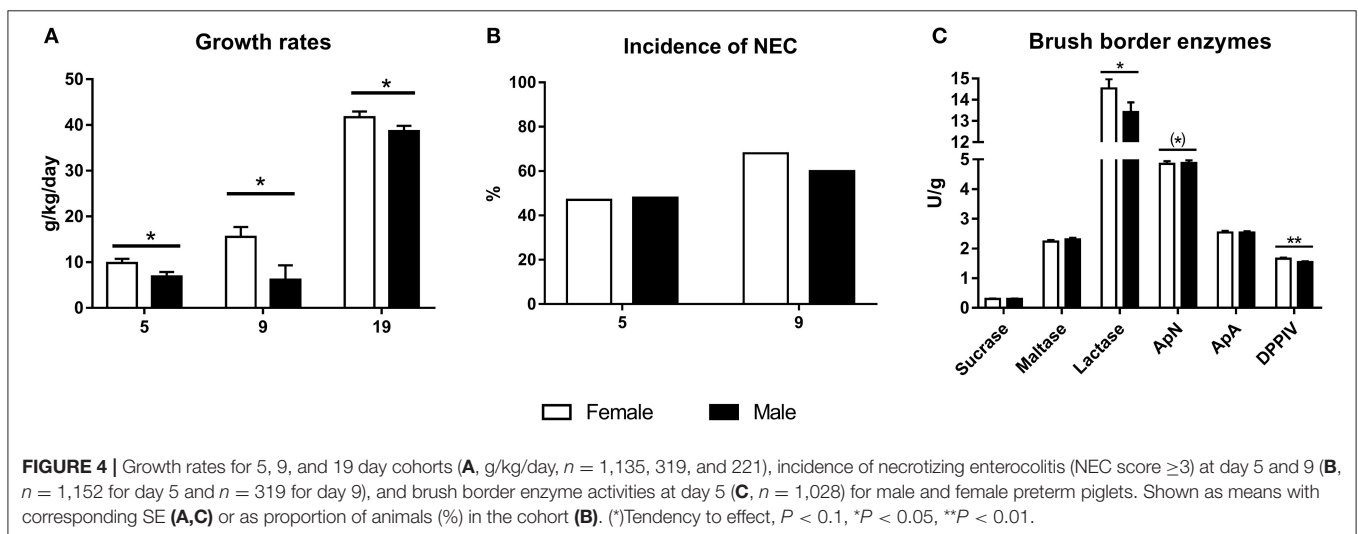 A
Growth rates
g/kg/day
50
40
30
20
10
0
*
*
*
5 9 19
B
Incidence of NEC
%
100
80
60
40
20
0
5 9
C
Brush border enzymes
U/g
15
14
13
12
5
4
3
2
1
0
*
(*)
**
Sucrase Maltase Lactase ApN ApA DPPIV
Female Male
FIGURE 4 | Growth rates for 5, 9, and 19 day cohorts (A, g/kg/day, n = 1,135, 319, and 221), incidence of necrotizing enterocolitis (NEC score ≥3) at day 5 and 9 (B,
n = 1,152 for day 5 and n = 319 for day 9), and brush border enzyme activities at day 5 (C, n = 1,028) for male and female preterm piglets. Shown as means with
corresponding SE (A,C) or as proportion of animals (%) in the cohort (B). (*)Tendency to effect, P < 0.1, *P < 0.05, **P < 0.01.